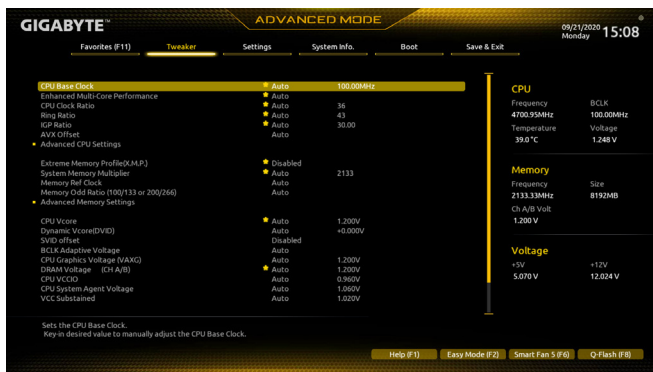 GIGABYTE™
ADVANCED MODE
09/21/2020 15:08
Monday
Favorites (F11) Tweaker Settings System Info. Boot Save & Exit
CPU Base Clock Auto 100.00MHz
Enhanced Multi-Core Performance Auto
CPU Clock Ratio Auto 36
Ring Ratio Auto 43
IGP Ratio Auto 30.00
AVX Offset Auto
Advanced CPU Settings
Extreme Memory Profile(X.M.P.) Disabled
System Memory Multiplier Auto 2133
Memory Ref Clock Auto
Memory Odd Ratio (100/133 or 200/266) Auto
Advanced Memory Settings
CPU Vcore Auto 1.200V
Dynamic Vcore(DVID) Auto +0.000V
SVID offset Disabled
BCLK Adaptive Voltage Auto
CPU Graphics Voltage (VAXG) Auto 1.200V
DRAM Voltage (CH A/B) Auto 1.200V
CPU VCCIO Auto 0.960V
CPU System Agent Voltage Auto 1.060V
VCC Substained Auto 1.020V
CPU
Frequency BCLK
4700.95MHz 100.00MHz
Temperature Voltage
39.0 °C 1.248 V
Memory
Frequency Size
2133.33MHz 8192MB
Ch A/B Volt
1.200 V
Voltage
+5V +12V
5.070 V 12.024 V
Sets the CPU Base Clock.
Key-in desired value to manually adjust the CPU Base Clock.
Help (F1) Easy Mode (F2) Smart Fan 5 (F6) Q-Flash (F8)